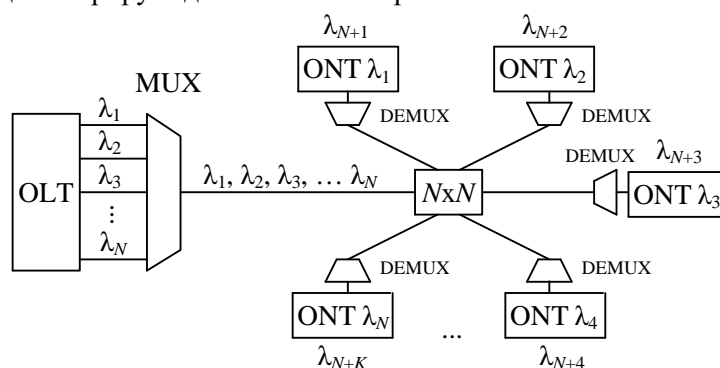 λN+1 λN+2
ONT λ1 ONT λ2
MUX
DEMUX DEMUX
λ1
λ2
λ3
⋮
λN
OLT
λ1, λ2, λ3, … λN
NxN
DEMUX
λN+3
ONT λ3
DEMUX DEMUX
ONT λN ... ONT λ4
λN+K λN+4